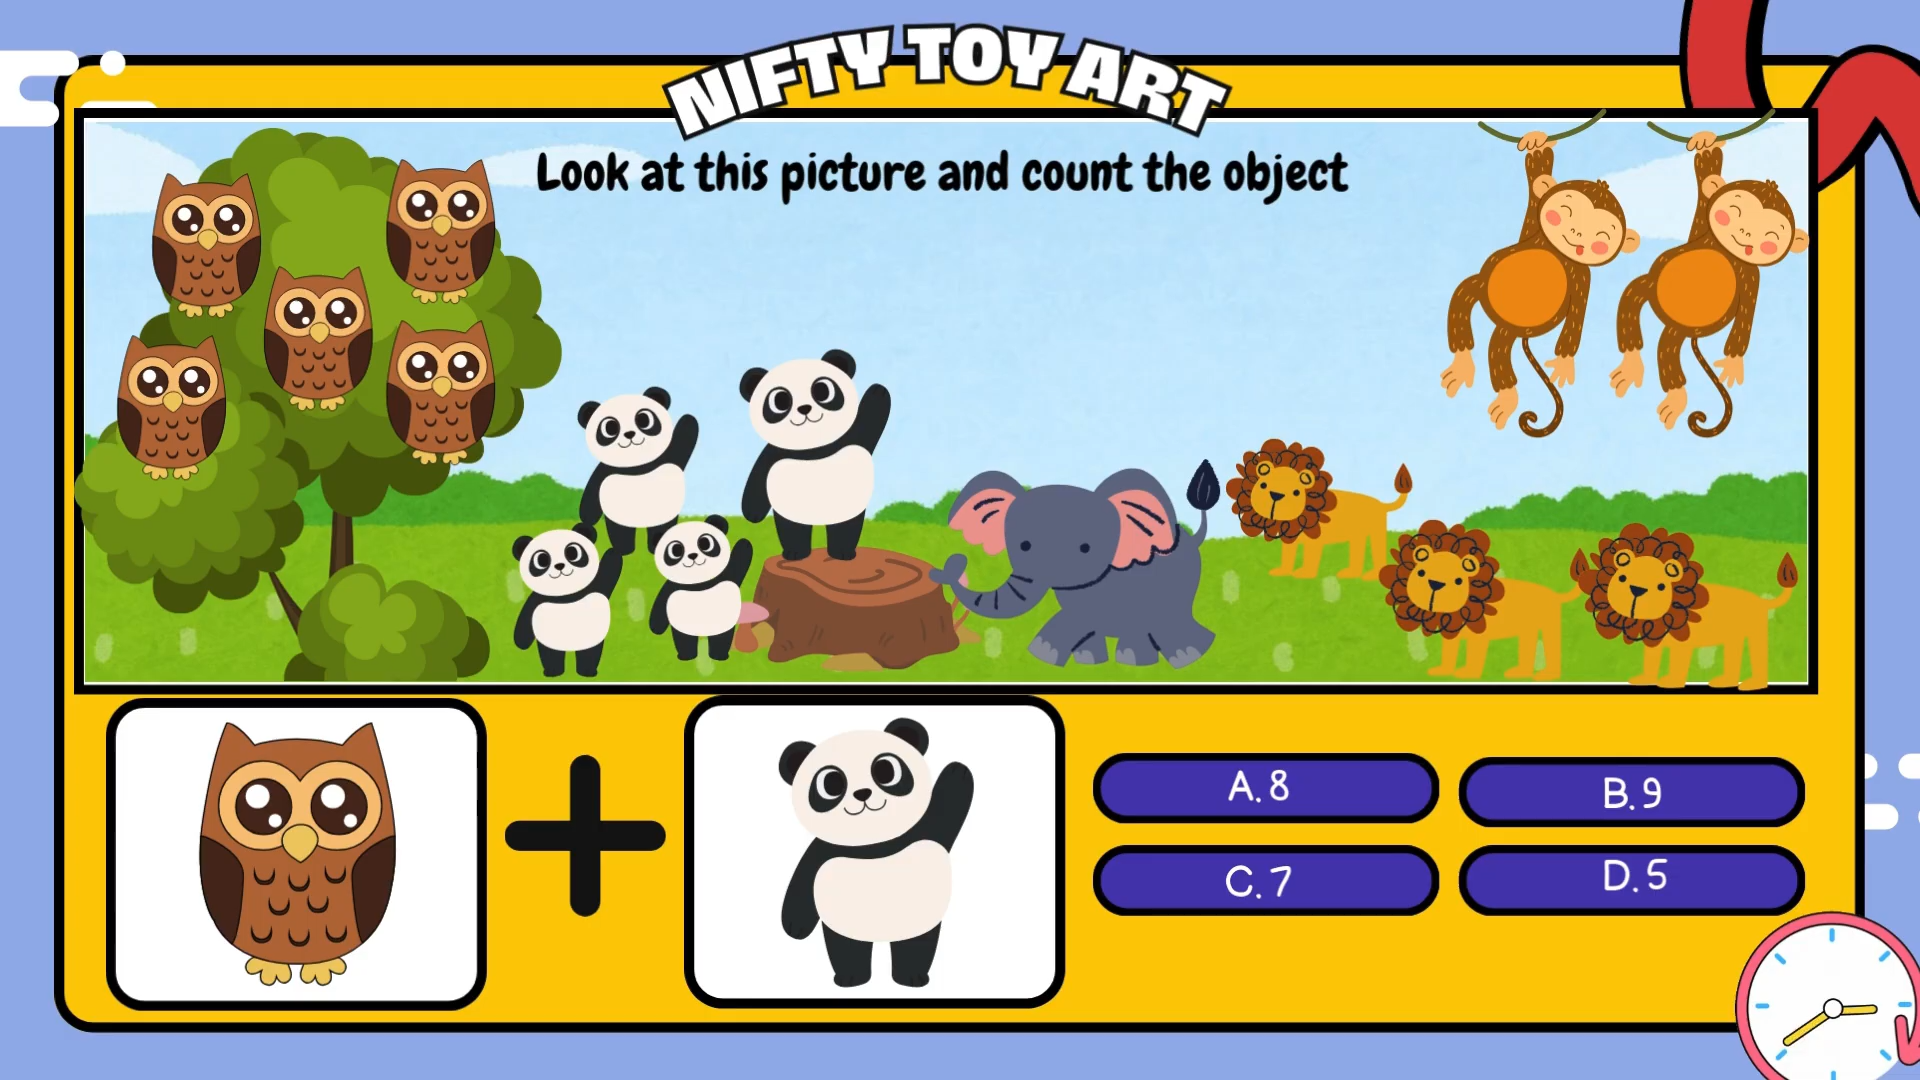 NIFTY TOY ART
Look at this picture and count the object
A. 8
B. 9
C. 7
D. 5